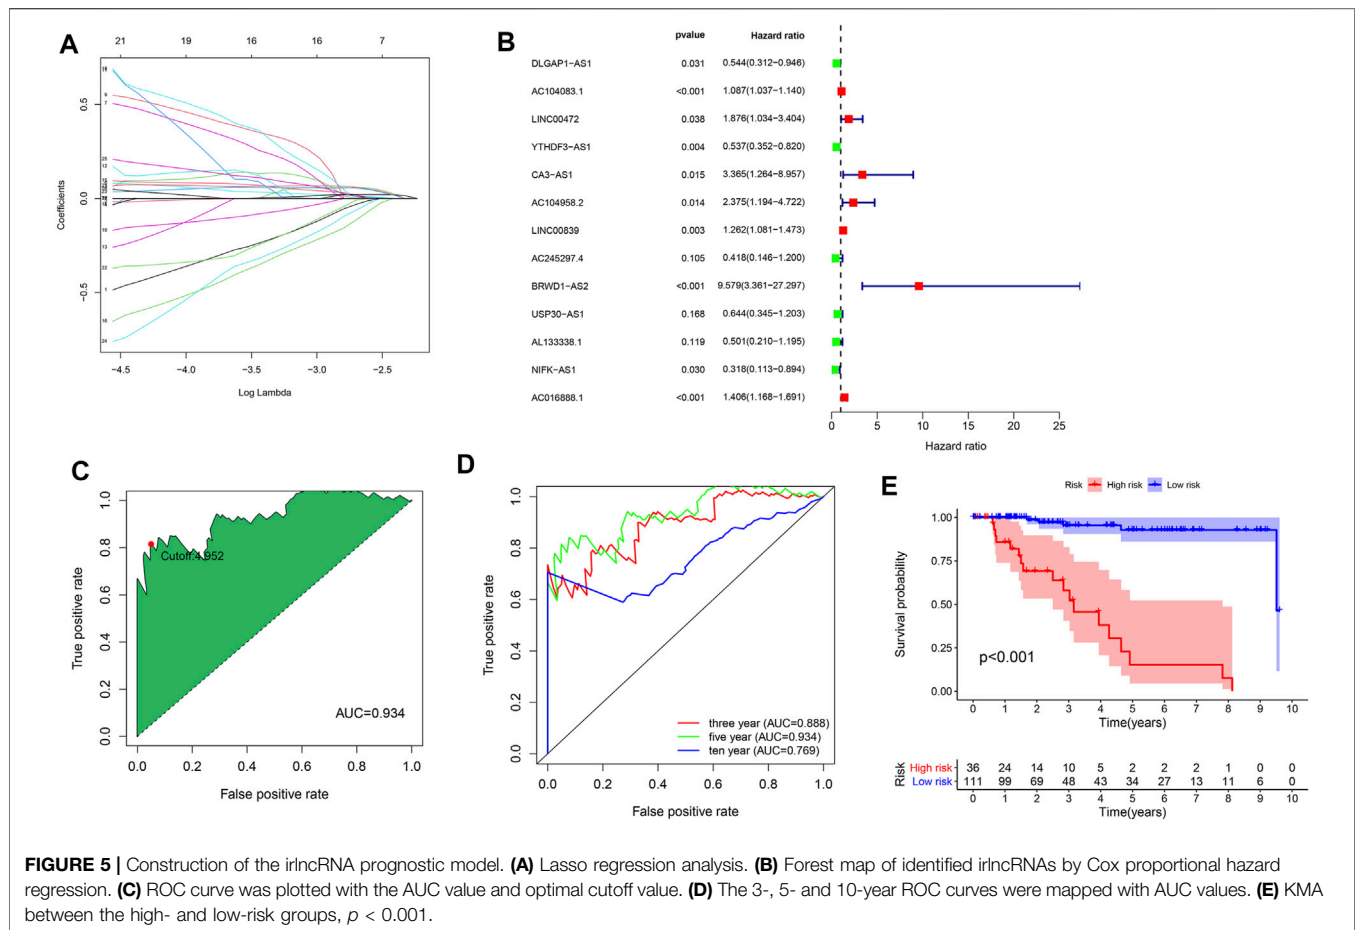 A
21 19 16 16 7
0.5
0.0
−0.5
Coefficients
9
7
25
12
15
10
13
22
1
16
24
−4.5 −4.0 −3.5 −3.0 −2.5
Log Lambda
B
pvalue Hazard ratio
DLGAP1−AS1 0.031 0.544(0.312−0.946)
AC104083.1 <0.001 1.087(1.037−1.140)
LINC00472 0.038 1.876(1.034−3.404)
YTHDF3−AS1 0.004 0.537(0.352−0.820)
CA3−AS1 0.015 3.365(1.264−8.957)
AC104958.2 0.014 2.375(1.194−4.722)
LINC00839 0.003 1.262(1.081−1.473)
AC245297.4 0.105 0.418(0.146−1.200)
BRWD1−AS2 <0.001 9.579(3.361−27.297)
USP30−AS1 0.168 0.644(0.345−1.203)
AL133338.1 0.119 0.501(0.210−1.195)
NIFK−AS1 0.030 0.318(0.113−0.894)
AC016888.1 <0.001 1.406(1.168−1.691)
0 5 10 15 20 25
Hazard ratio
C
1.0
0.8
0.6
0.4
0.2
0.0
True positive rate
Cutoff:4.952
AUC=0.934
0.0 0.2 0.4 0.6 0.8 1.0
False positive rate
D
1.0
0.8
0.6
0.4
0.2
0.0
True positive rate
three year (AUC=0.888)
five year (AUC=0.934)
ten year (AUC=0.769)
0.0 0.2 0.4 0.6 0.8 1.0
False positive rate
E
Risk High risk Low risk
1.00
0.75
0.50
0.25
0.00
Survival probability
p<0.001
0 1 2 3 4 5 6 7 8 9 10
Time(years)
Risk
High risk 36 24 14 10 5 2 2 2 1 0 0
Low risk 111 99 69 48 43 34 27 13 11 6 0
0 1 2 3 4 5 6 7 8 9 10
Time(years)
FIGURE 5 | Construction of the irlncRNA prognostic model. (A) Lasso regression analysis. (B) Forest map of identified irlncRNAs by Cox proportional hazard
regression. (C) ROC curve was plotted with the AUC value and optimal cutoff value. (D) The 3-, 5- and 10-year ROC curves were mapped with AUC values. (E) KMA
between the high- and low-risk groups, p < 0.001.